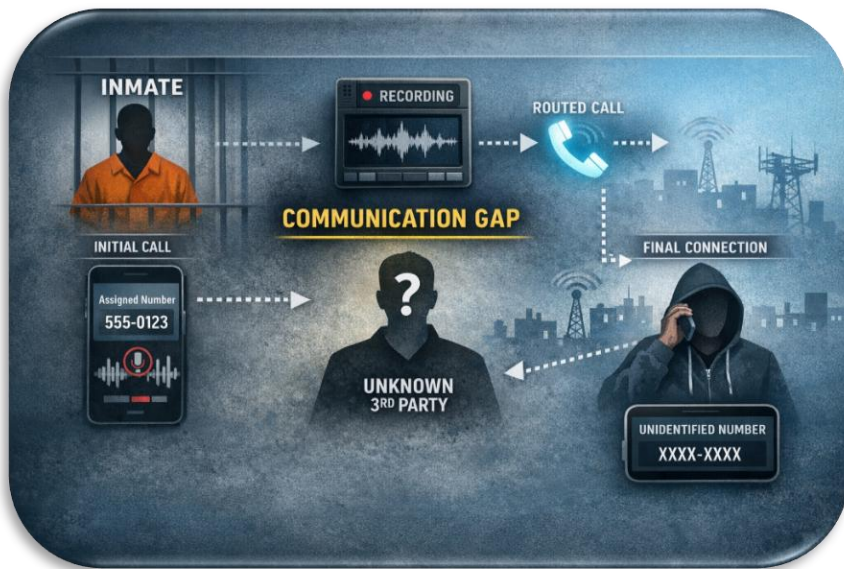 INMATE
RECORDING
ROUTED CALL
COMMUNICATION GAP
INITIAL CALL
FINAL CONNECTION
Assigned Number
555-0123
?
UNKNOWN
3RD PARTY
UNIDENTIFIED NUMBER
XXXX-XXXX